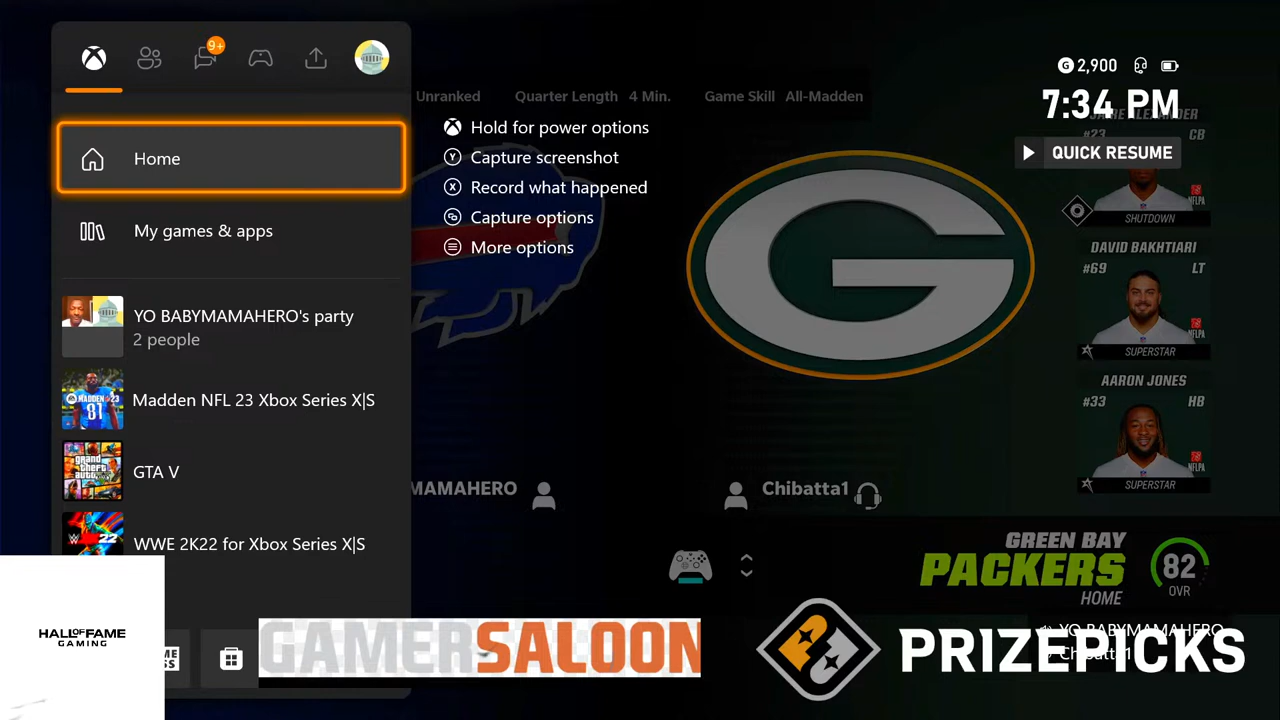 9+
Home
My games & apps
YO BABYMAMAHERO's party
2 people
Madden NFL 23 Xbox Series X|S
GTA V
WWE 2K22 for Xbox Series X|S
Unranked Quarter Length 4 Min. Game Skill All-Madden
Hold for power options
Capture screenshot
Record what happened
Capture options
More options
G 2,900
7:34 PM
QUICK RESUME
#23 CB
SHUTDOWN
DAVID BAKHTIARI
#69 LT
SUPERSTAR
AARON JONES
#33 HB
SUPERSTAR
MAMAHERO
Chibatta1
GREEN BAY
PACKERS
HOME
82
OVR
YO BABYMAMAHERO
Chibatta1
HALL OF FAME
GAMING
GAMERSALOON
PRIZEPICKS